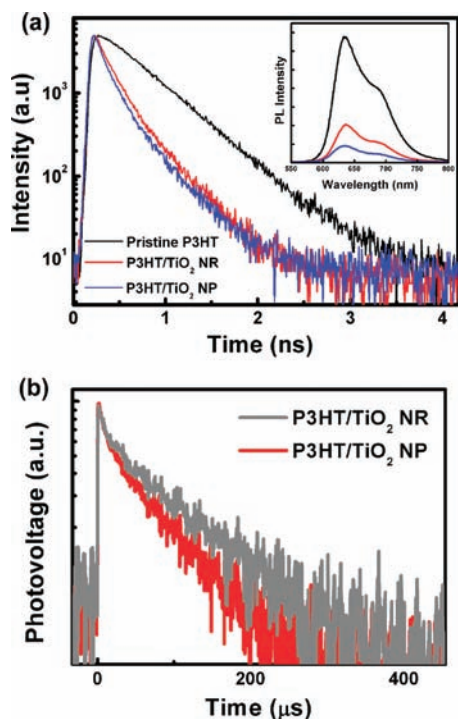 (a)
Intensity (a.u)
10³
10²
10¹
Pristine P3HT
P3HT/TiO₂ NR
P3HT/TiO₂ NP
0 1 2 3 4
Time (ns)
PL Intensity
550 600 650 700 750 800
Wavelength (nm)
(b)
Photovoltage (a.u.)
P3HT/TiO₂ NR
P3HT/TiO₂ NP
0 200 400
Time (μs)